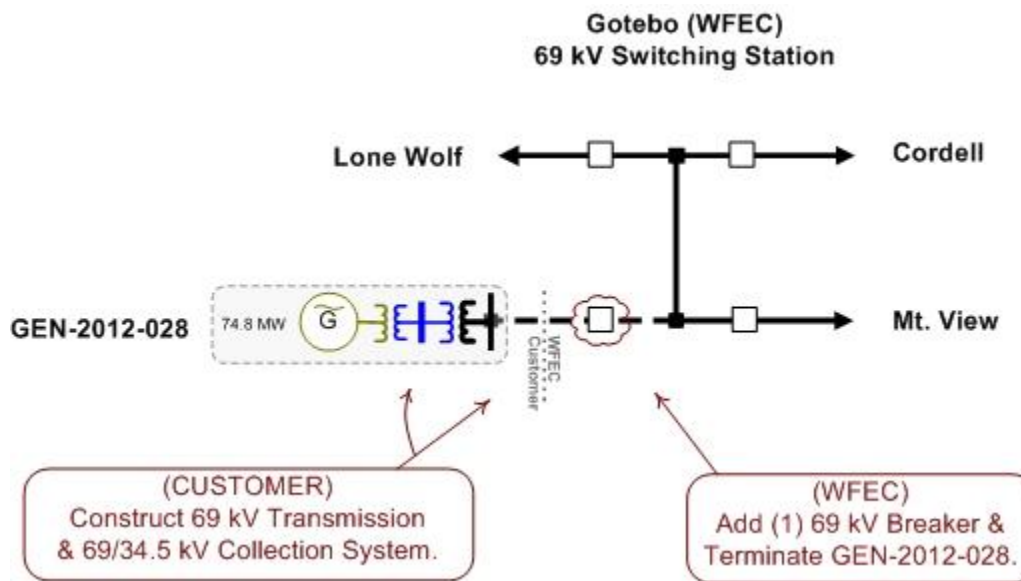 Gotebo (WFEC)
69 kV Switching Station
Lone Wolf
Cordell
GEN-2012-028
74.8 MW
G
WFEC
Customer
Mt. View
(CUSTOMER)
Construct 69 kV Transmission
& 69/34.5 kV Collection System.
(WFEC)
Add (1) 69 kV Breaker &
Terminate GEN-2012-028.